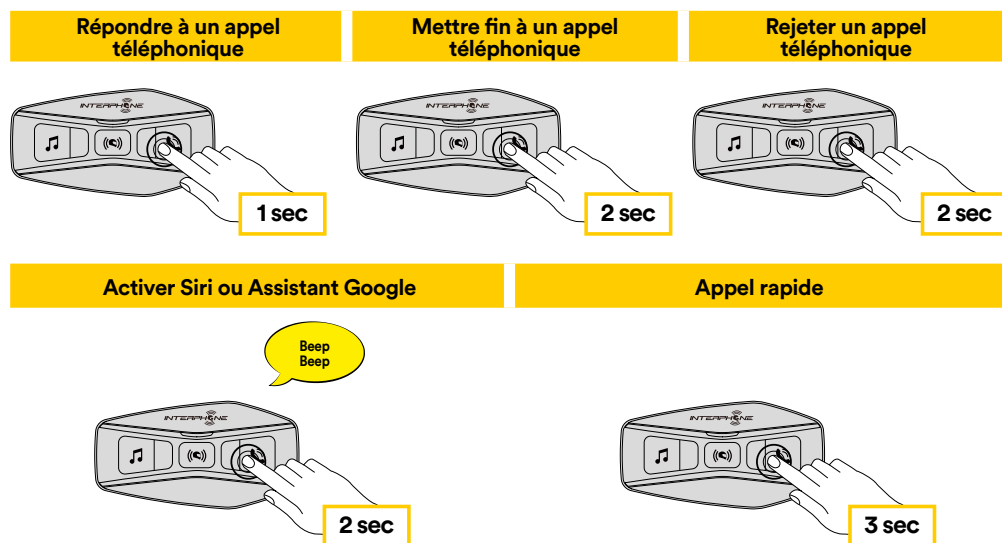 Répondre à un appel
téléphonique
Mettre fin à un appel
téléphonique
Rejeter un appel
téléphonique
INTERPHONE
INTERPHONE
INTERPHONE
1 sec
2 sec
2 sec
Activer Siri ou Assistant Google
Appel rapide
Beep
Beep
INTERPHONE
INTERPHONE
2 sec
3 sec